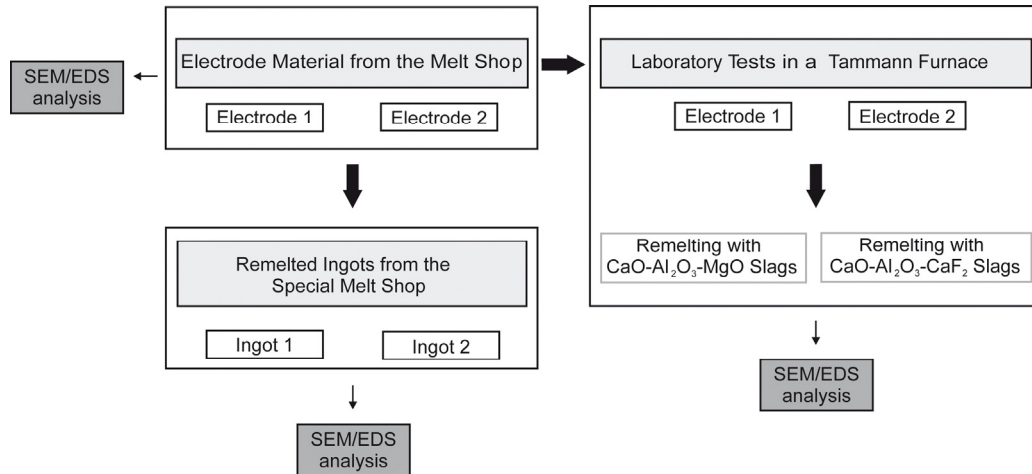 SEM/EDS
analysis
Electrode Material from the Melt Shop
Electrode 1
Electrode 2
Laboratory Tests in a Tammann Furnace
Electrode 1
Electrode 2
Remelting with
CaO-Al₂O₃-MgO Slags
Remelting with
CaO-Al₂O₃-CaF₂ Slags
Remelted Ingots from the
Special Melt Shop
Ingot 1
Ingot 2
SEM/EDS
analysis
SEM/EDS
analysis